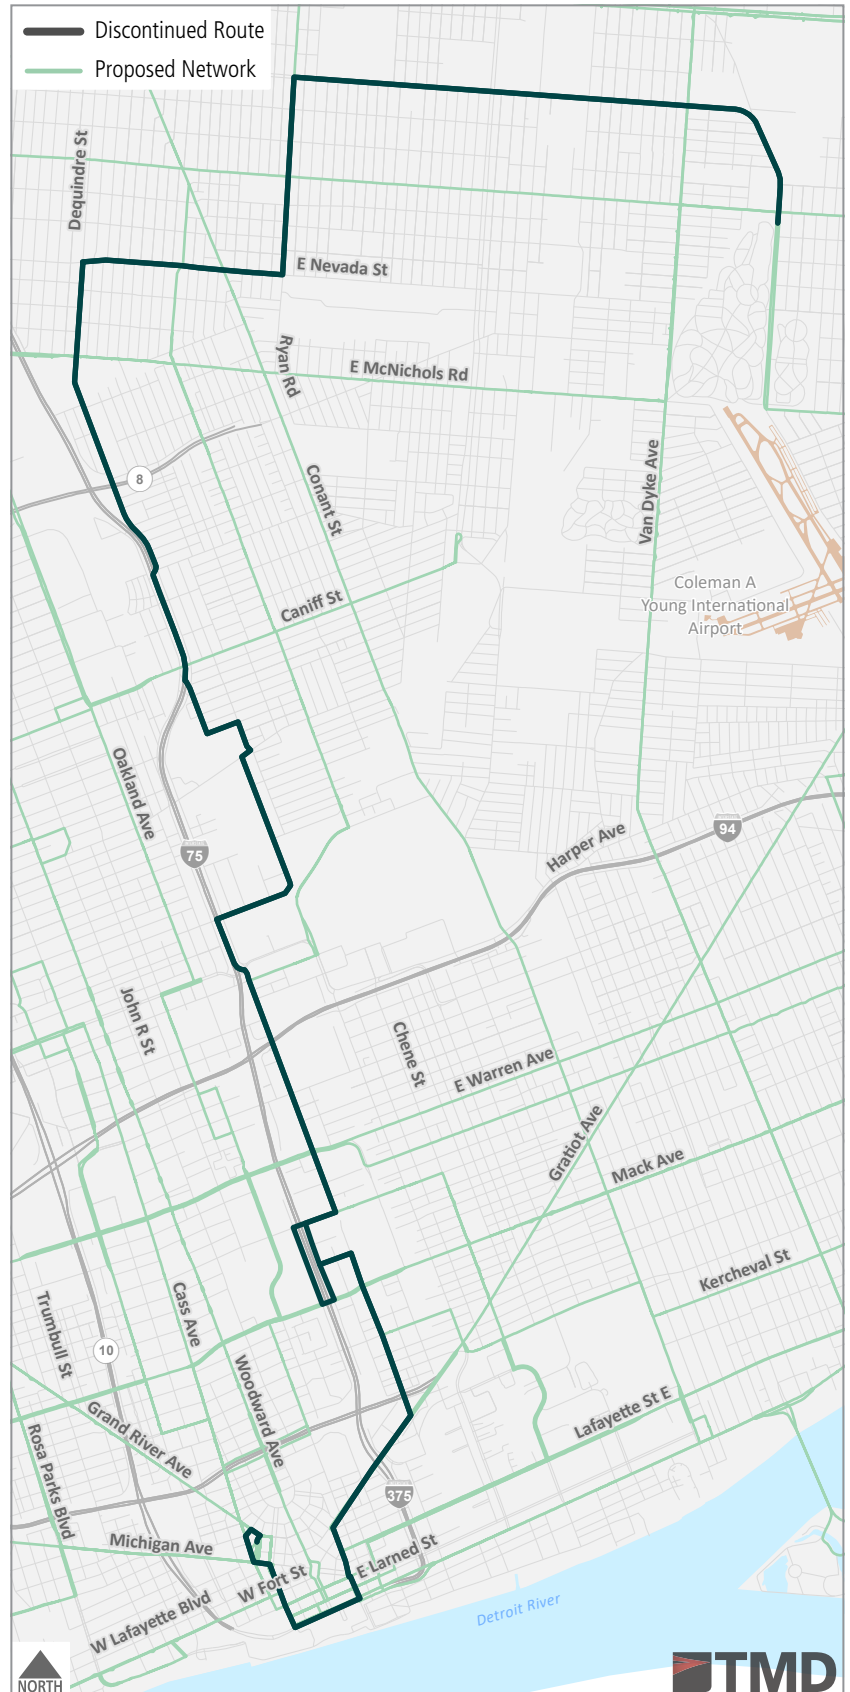 Discontinued Route
Proposed Network
Dequindre St
E Nevada St
Ryan Rd
E McNichols Rd
8
Conant St
Van Dyke Ave
Coleman A
Young International
Airport
Caniff St
Oakland Ave
75
Harper Ave
94
John R St
Chene St
E Warren Ave
Gratiot Ave
Mack Ave
Kercheval St
Trumbull St
Cass Ave
10
Woodward Ave
Grand River Ave
Lafayette St E
Rosa Parks Blvd
375
Michigan Ave
E Larned St
W Fort St
W Lafayette Blvd
Detroit River
NORTH
TMD